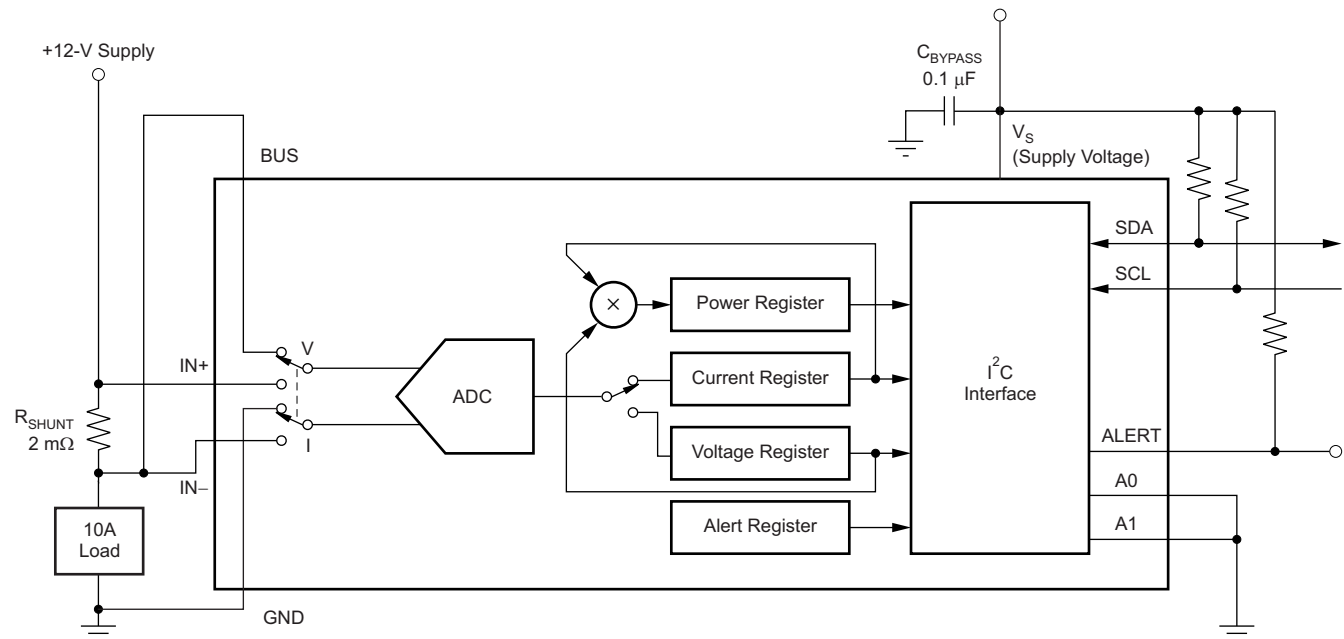 +12-V Supply
C_BYPASS
0.1 μF
V_S
(Supply Voltage)
BUS
SDA
SCL
Power Register
V
IN+
ADC
Current Register
I²C
Interface
R_SHUNT
2 mΩ
I
Voltage Register
ALERT
IN−
A0
10A
Load
Alert Register
A1
GND
×